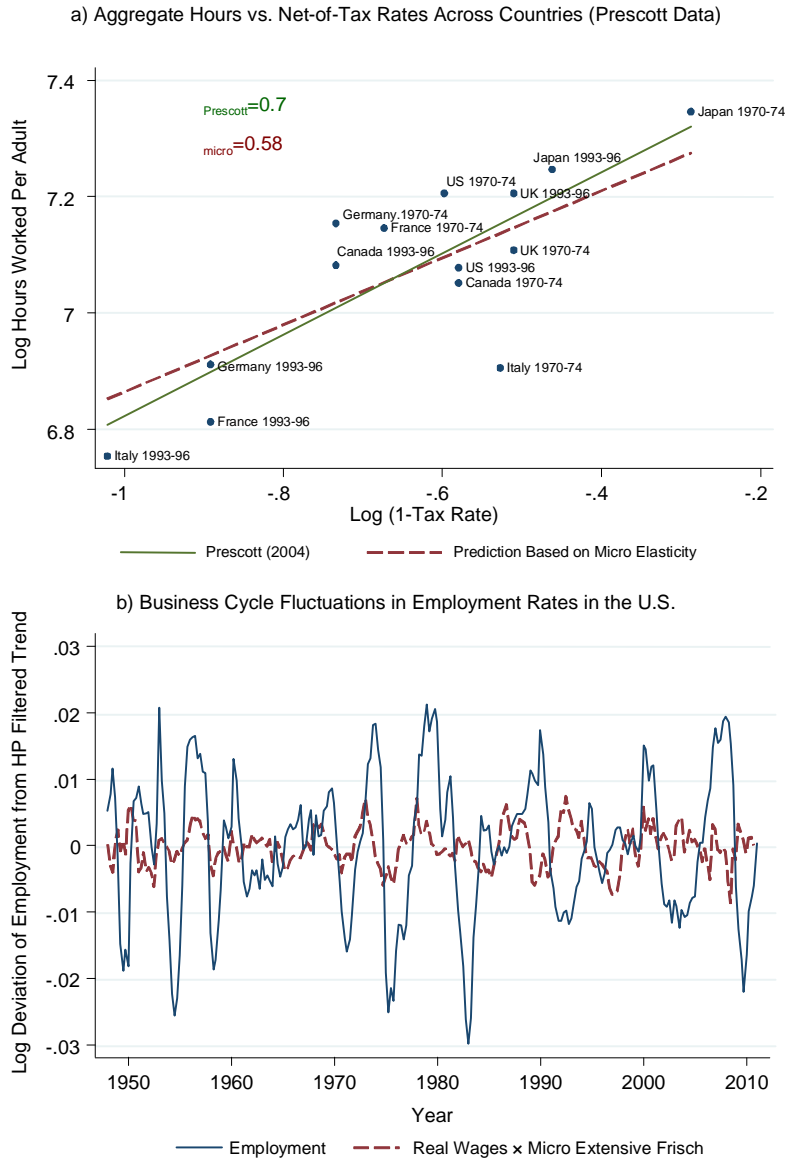 a) Aggregate Hours vs. Net-of-Tax Rates Across Countries (Prescott Data)
Log Hours Worked Per Adult
7.4
7.2
7
6.8
Prescott=0.7
micro=0.58
Japan 1970-74
Japan 1993-96
US 1970-74
UK 1993-96
Germany.1970-74
France 1970-74
Canada 1993-96
UK 1970-74
US 1993-96
Canada 1970-74
Germany 1993-96
Italy 1970-74
France 1993-96
Italy 1993-96
-1
-.8
-.6
-.4
-.2
Log (1-Tax Rate)
Prescott (2004)
Prediction Based on Micro Elasticity
b) Business Cycle Fluctuations in Employment Rates in the U.S.
Log Deviation of Employment from HP Filtered Trend
.03
.02
.01
0
-.01
-.02
-.03
1950
1960
1970
1980
1990
2000
2010
Year
Employment
Real Wages × Micro Extensive Frisch